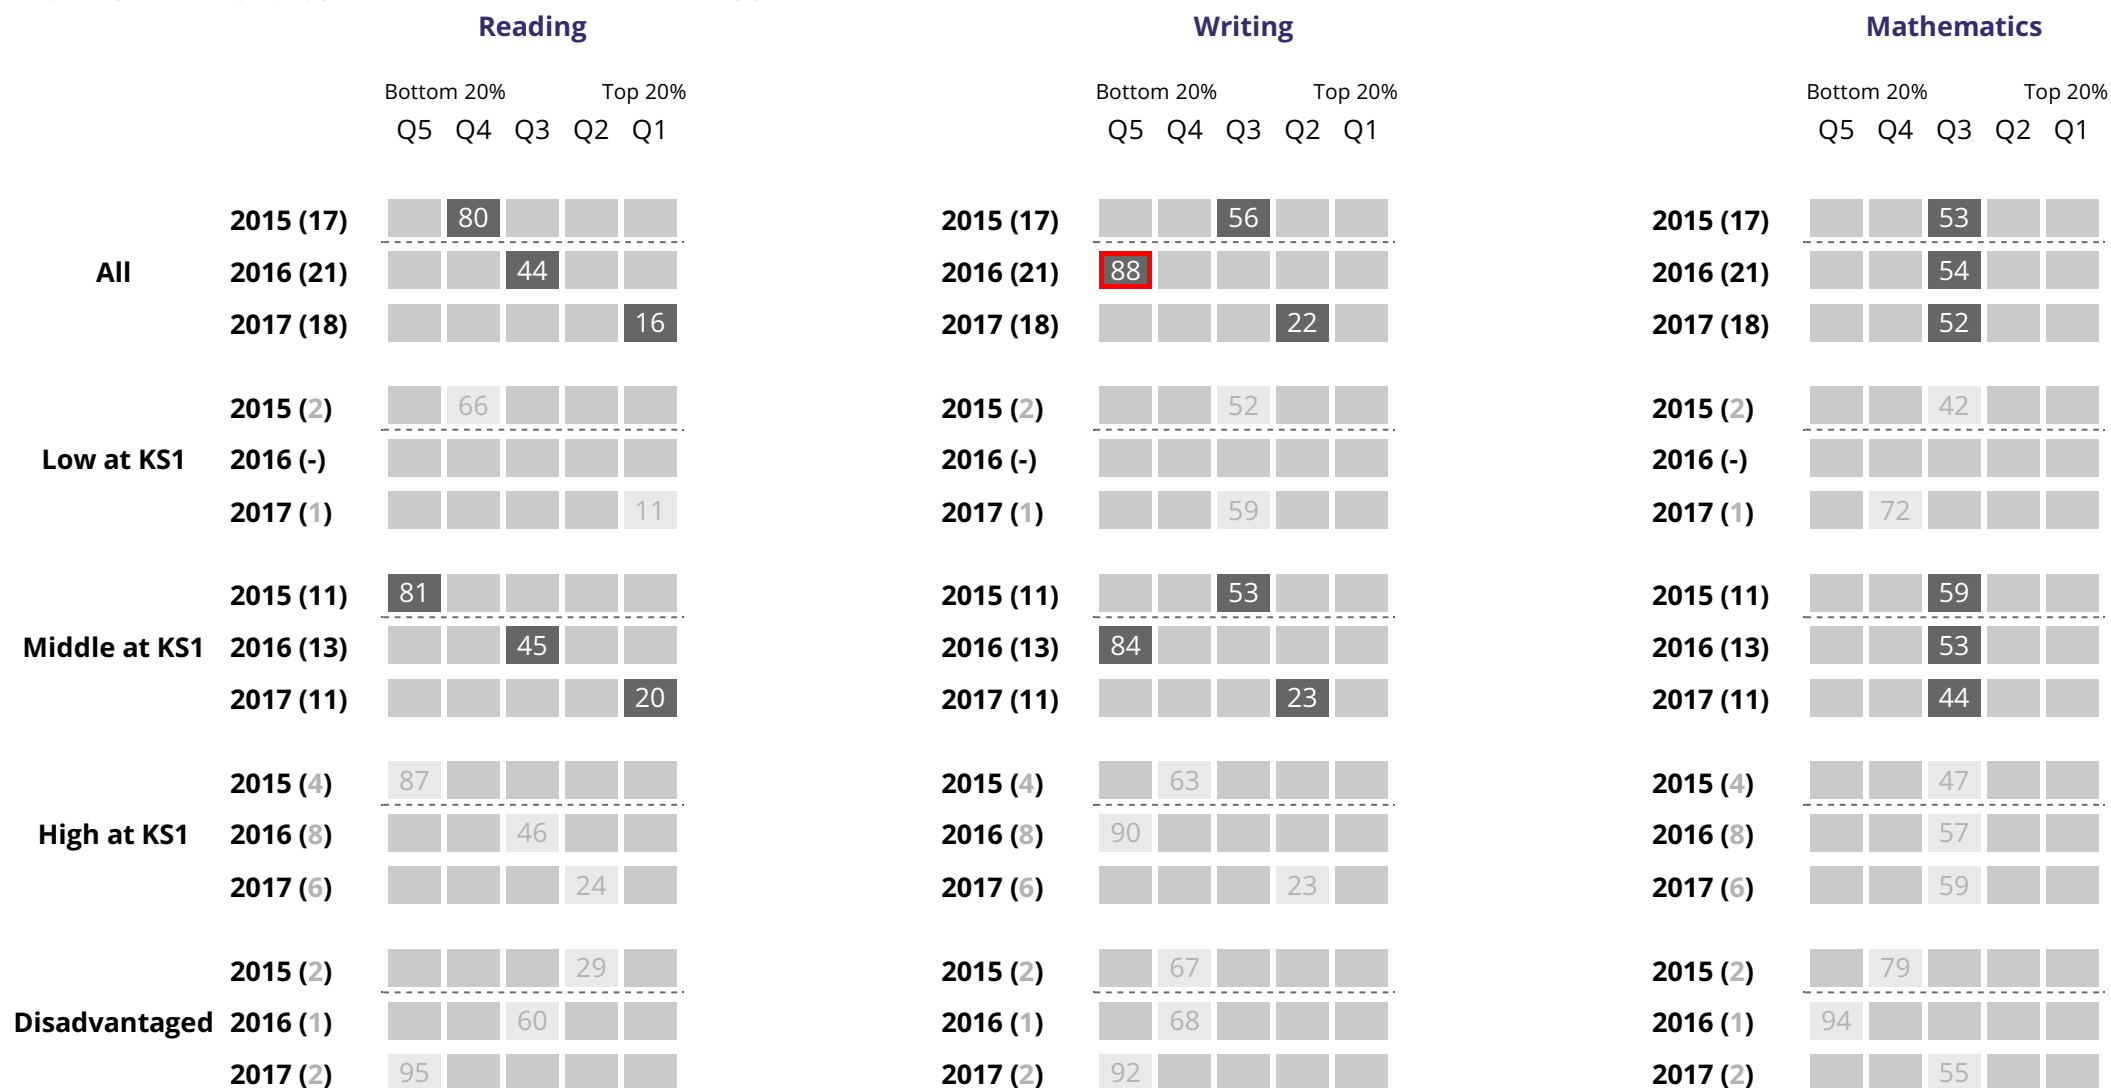 Reading Writing Mathematics
Bottom 20% Top 20% Bottom 20% Top 20% Bottom 20% Top 20%
Q5 Q4 Q3 Q2 Q1 Q5 Q4 Q3 Q2 Q1 Q5 Q4 Q3 Q2 Q1
2015 (17) 80 2015 (17) 56 2015 (17) 53
All 2016 (21) 44 2016 (21) 88 2016 (21) 54
2017 (18) 16 2017 (18) 22 2017 (18) 52
2015 (2) 66 2015 (2) 52 2015 (2) 42
Low at KS1 2016 (-) 2016 (-) 2016 (-)
2017 (1) 11 2017 (1) 59 2017 (1) 72
2015 (11) 81 2015 (11) 53 2015 (11) 59
Middle at KS1 2016 (13) 45 2016 (13) 84 2016 (13) 53
2017 (11) 20 2017 (11) 23 2017 (11) 44
2015 (4) 87 2015 (4) 63 2015 (4) 47
High at KS1 2016 (8) 46 2016 (8) 90 2016 (8) 57
2017 (6) 24 2017 (6) 23 2017 (6) 59
2015 (2) 29 2015 (2) 67 2015 (2) 79
Disadvantaged 2016 (1) 60 2016 (1) 68 2016 (1) 94
2017 (2) 95 2017 (2) 92 2017 (2) 55